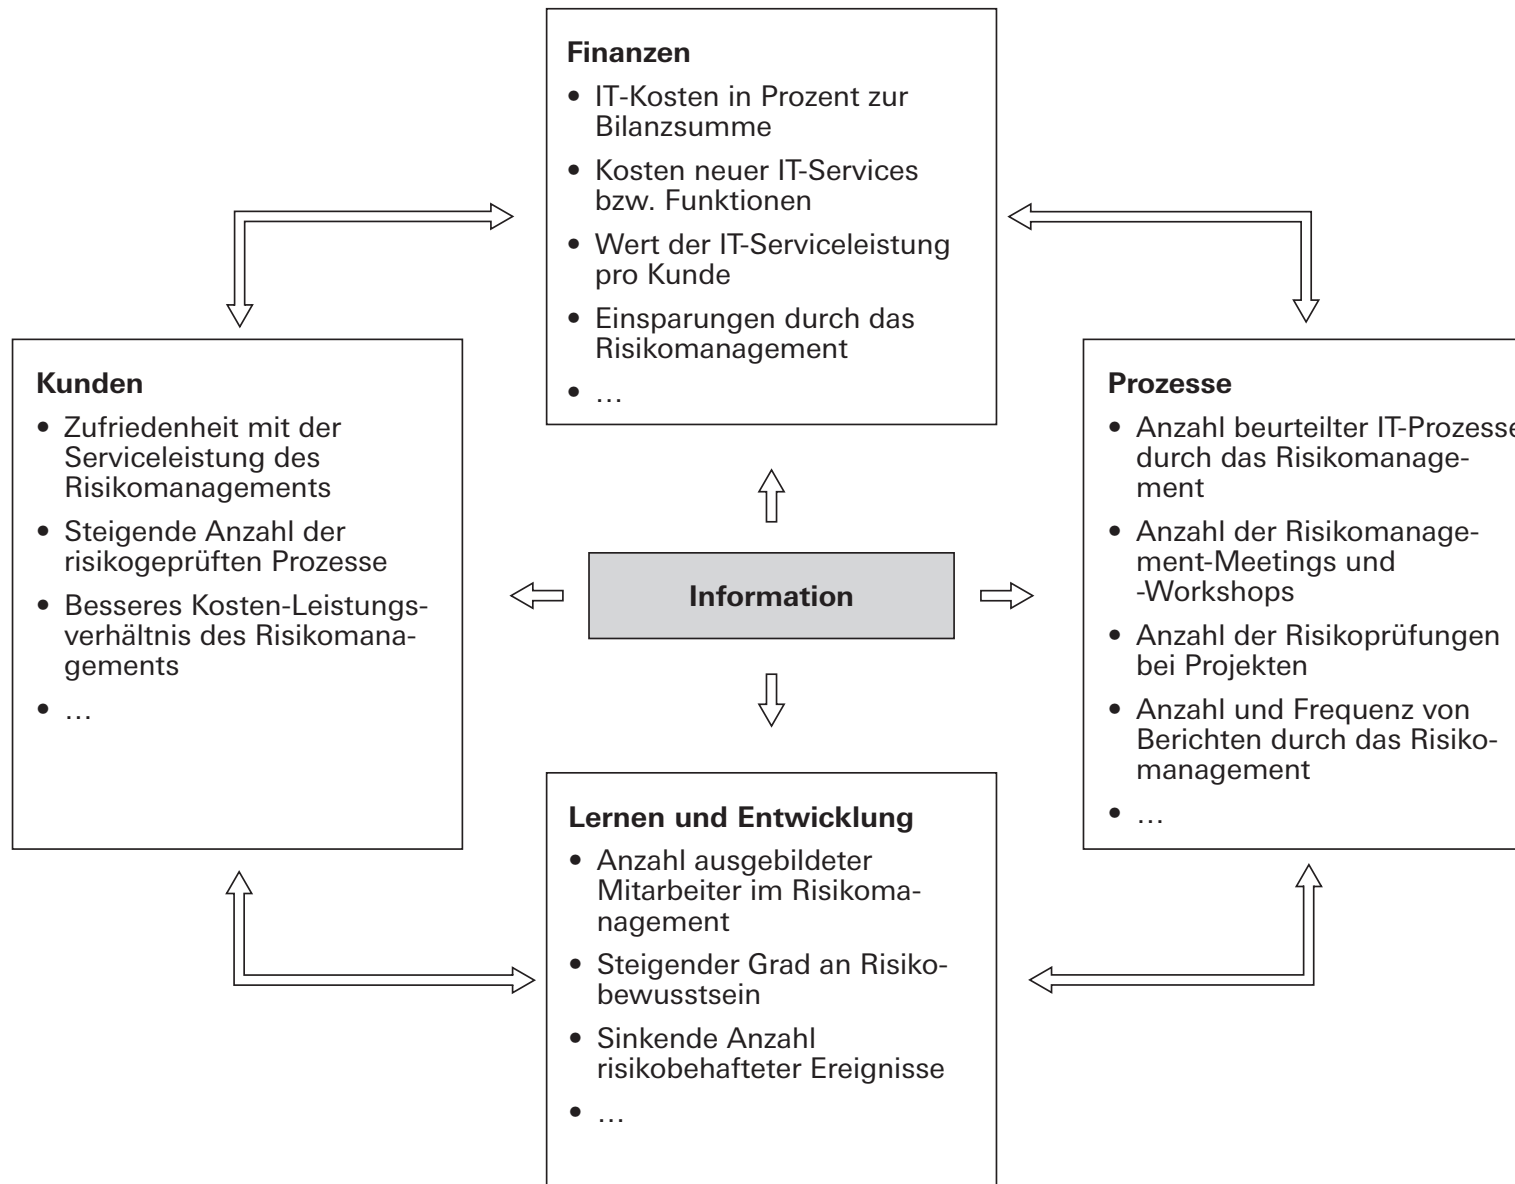 Finanzen
• IT-Kosten in Prozent zur
Bilanzsumme
• Kosten neuer IT-Services
bzw. Funktionen
• Wert der IT-Serviceleistung
pro Kunde
• Einsparungen durch das
Risikomanagement
• …
Kunden
• Zufriedenheit mit der
Serviceleistung des
Risikomanagements
• Steigende Anzahl der
risikogeprüften Prozesse
• Besseres Kosten-Leistungs-
verhältnis des Risikomana-
gements
• …
Information
Prozesse
• Anzahl beurteilter IT-Prozesse
durch das Risikomanage-
ment
• Anzahl der Risikomanage-
ment-Meetings und
-Workshops
• Anzahl der Risikoprüfungen
bei Projekten
• Anzahl und Frequenz von
Berichten durch das Risiko-
management
• …
Lernen und Entwicklung
• Anzahl ausgebildeter
Mitarbeiter im Risikoma-
nagement
• Steigender Grad an Risiko-
bewusstsein
• Sinkende Anzahl
risikobehafteter Ereignisse
• …